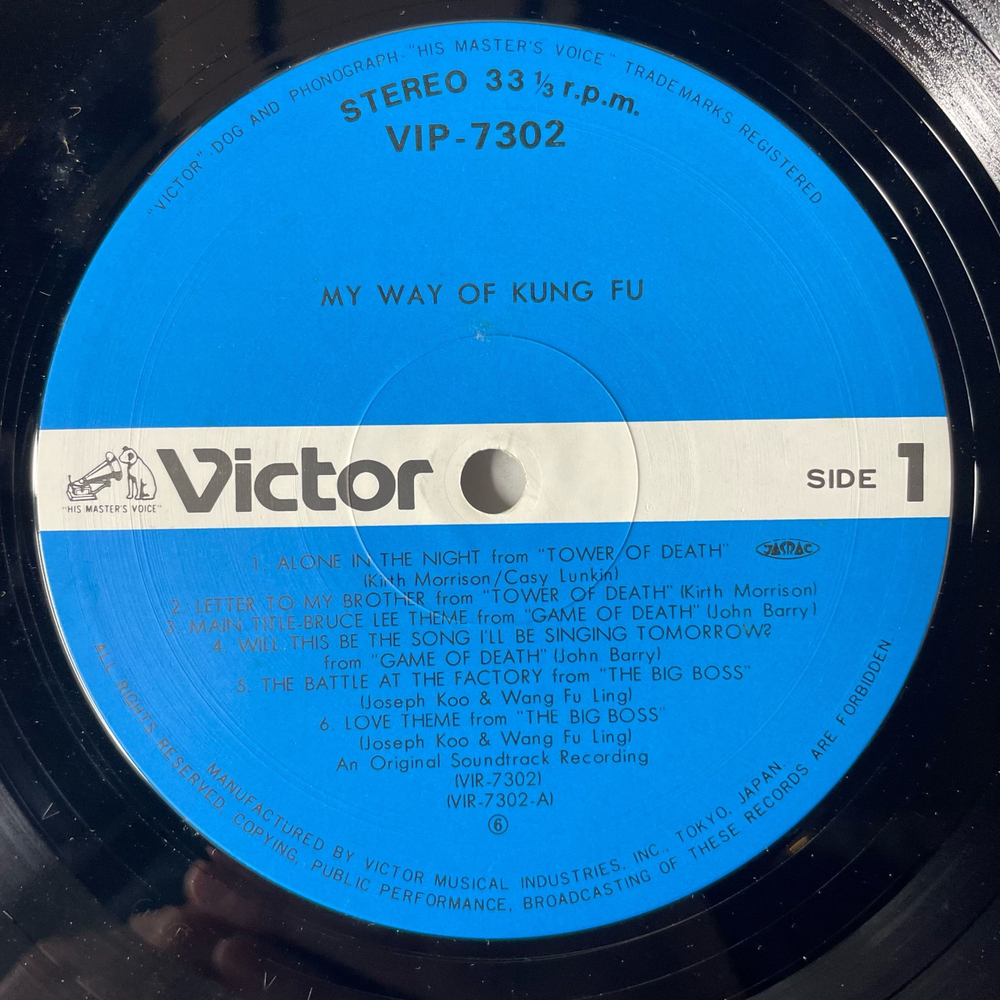 "VICTOR"·DOG AND PHONOGRAPH·"HIS MASTER'S VOICE" TRADEMARKS REGISTERED
STEREO 33 ⅓ r.p.m.
VIP-7302
MY WAY OF KUNG FU
"HIS MASTER'S VOICE"
Victor
SIDE 1
1. ALONE IN THE NIGHT from "TOWER OF DEATH"
JASRAC
(Kirth Morrison/Casy Lunkin)
2. LETTER TO MY BROTHER from "TOWER OF DEATH" (Kirth Morrison)
3. MAIN TITLE-BRUCE LEE THEME from "GAME OF DEATH" (John Barry)
4. WILL THIS BE THE SONG I'LL BE SINGING TOMORROW?
from "GAME OF DEATH" (John Barry)
5. THE BATTLE AT THE FACTORY from "THE BIG BOSS"
(Joseph Koo & Wang Fu Ling)
6. LOVE THEME from "THE BIG BOSS"
(Joseph Koo & Wang Fu Ling)
An Original Soundtrack Recording
(VIR-7302)
(VIR-7302-A)
⑥
MANUFACTURED BY VICTOR MUSICAL INDUSTRIES, INC., TOKYO, JAPAN
ALL RIGHTS RESERVED, COPYING, PUBLIC PERFORMANCE, BROADCASTING OF THESE RECORDS ARE FORBIDDEN